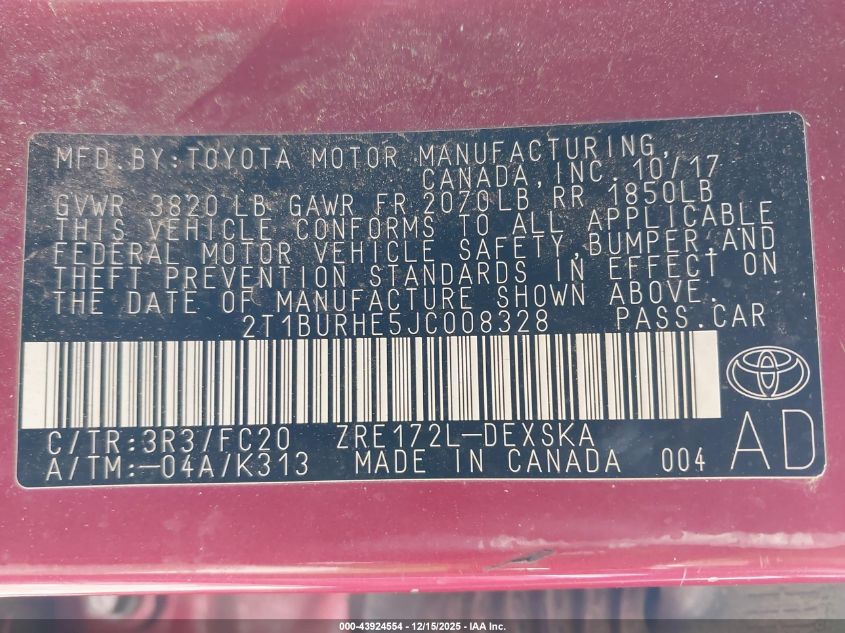 MFD.BY:TOYOTA MOTOR MANUFACTURING,
CANADA,INC. 10/17
GVWR 3820 LB GAWR FR 2070LB RR 1850LB
THIS VEHICLE CONFORMS TO ALL APPLICABLE
FEDERAL MOTOR VEHICLE SAFETY,BUMPER,AND
THEFT PREVENTION STANDARDS IN EFFECT ON
THE DATE OF MANUFACTURE SHOWN ABOVE.
2T1BURHE5JC008328 PASS.CAR
C/TR:3R3/FC20 ZRE172L-DEXSKA
A/TM:-04A/K313 MADE IN CANADA 004 AD
000-43924554 - 12/15/2025 - IAA Inc.